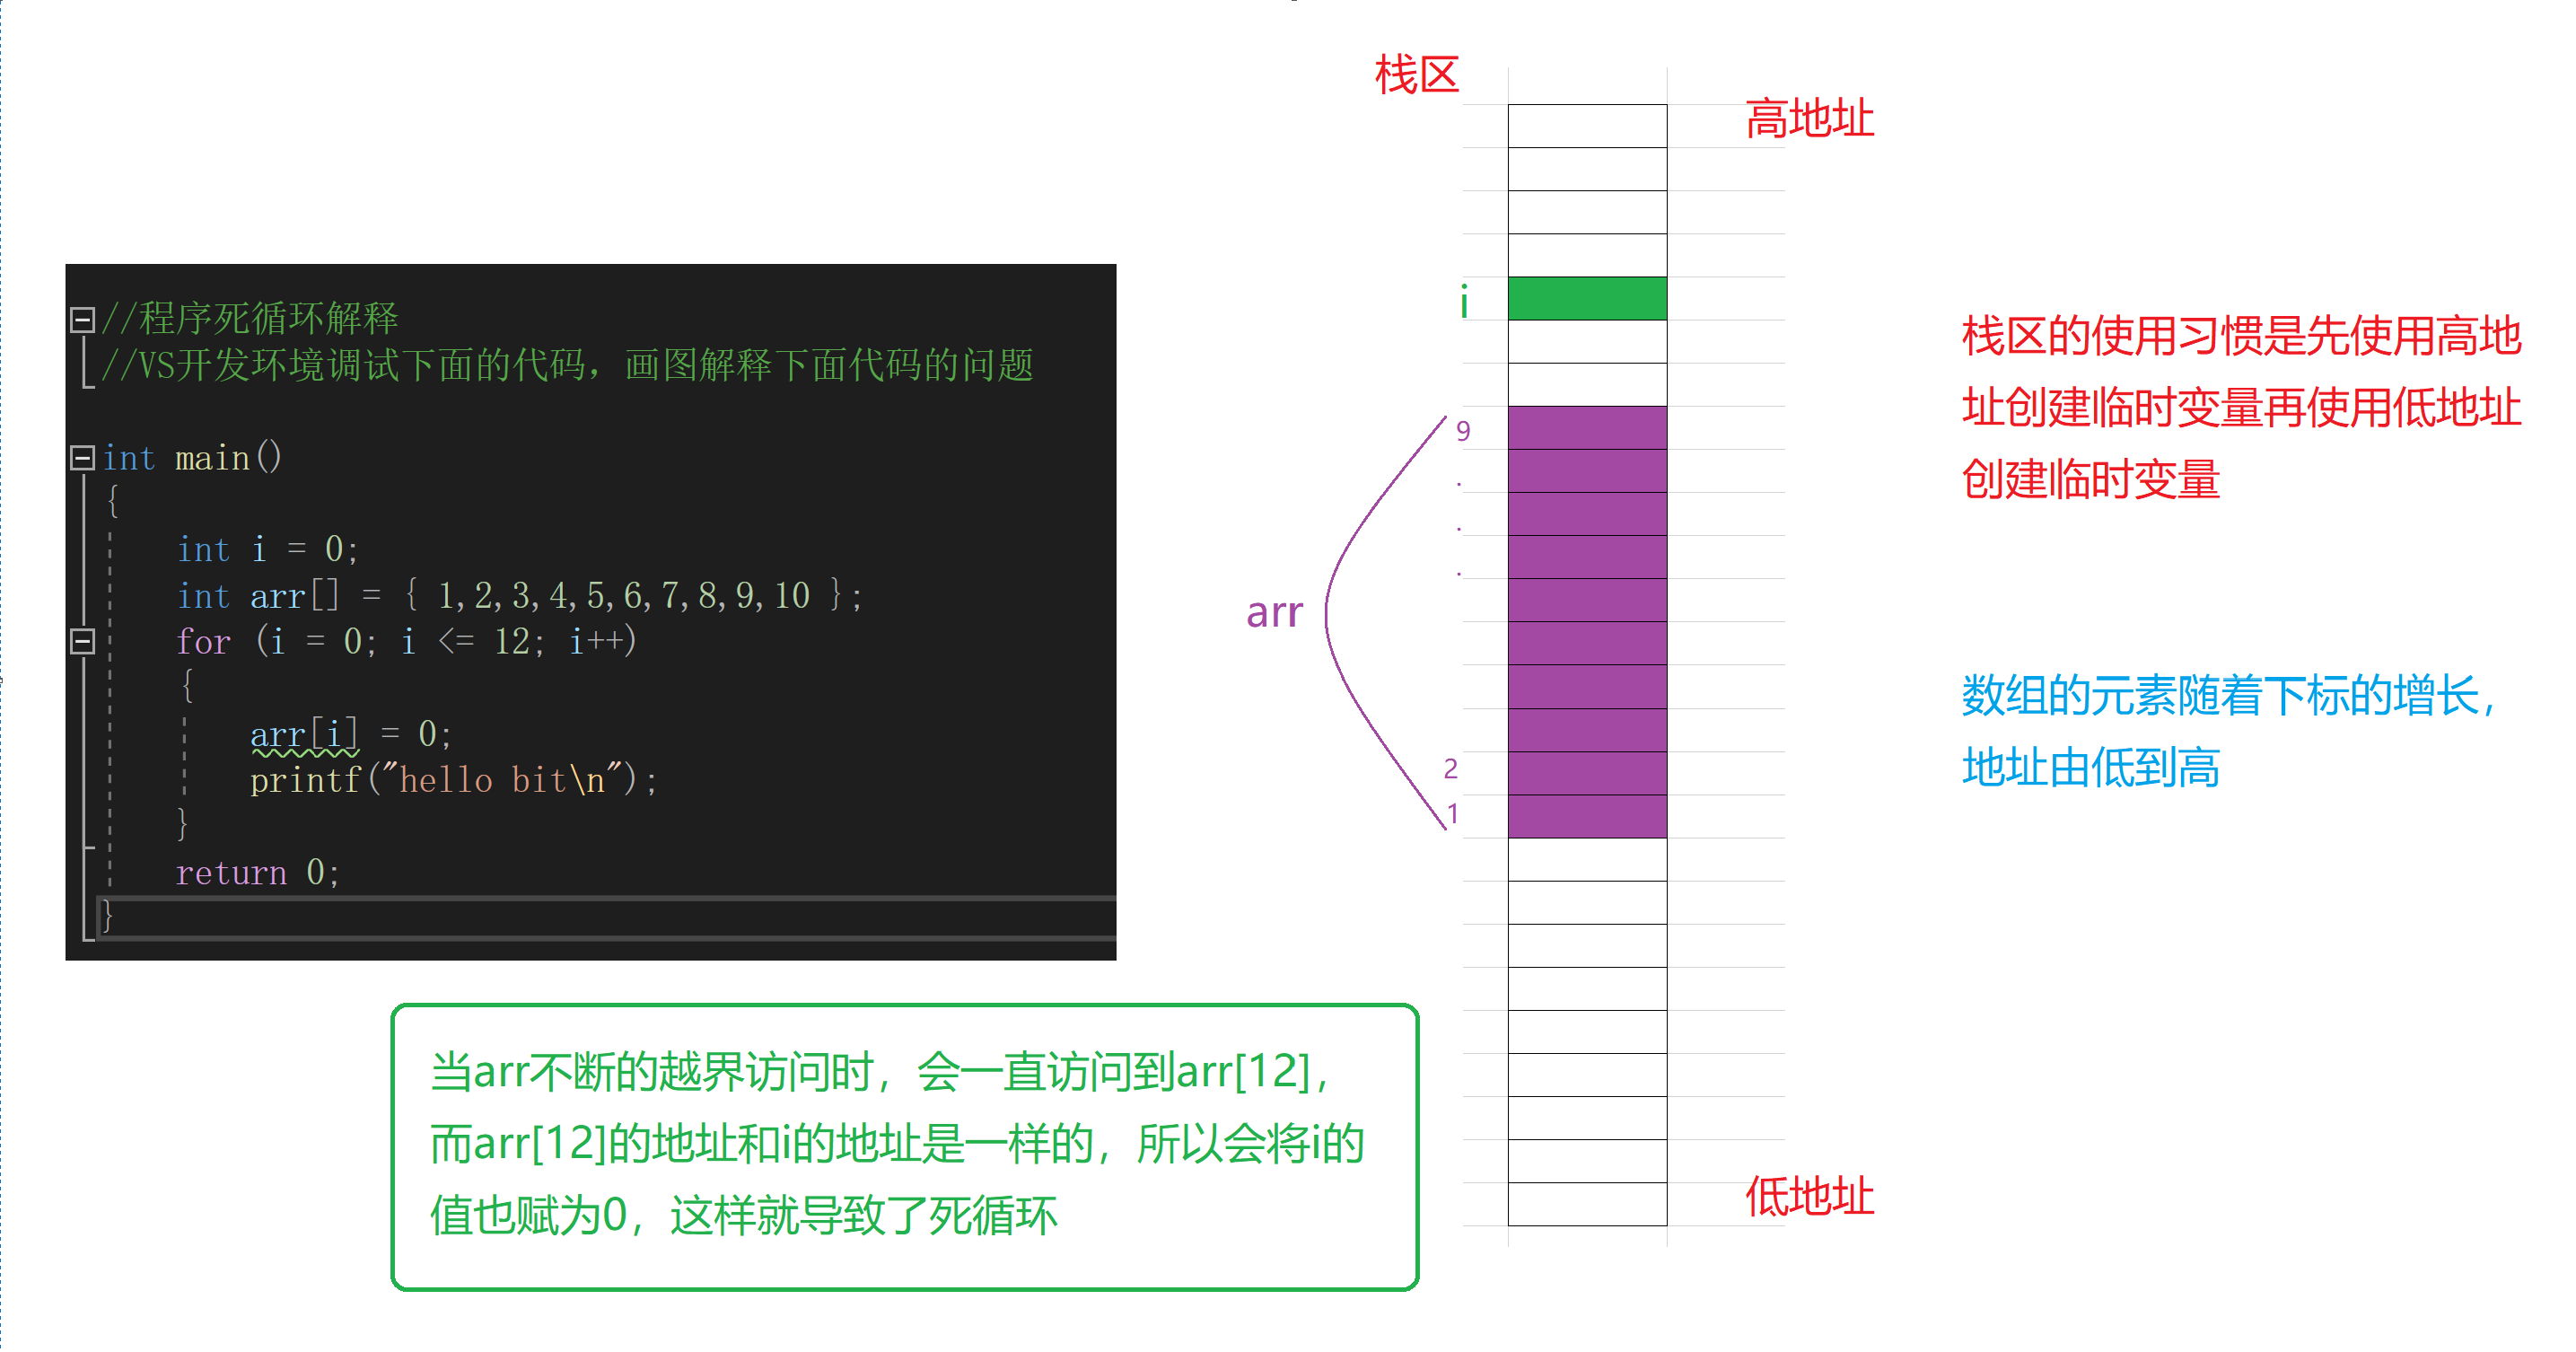 栈区
高地址
//程序死循环解释
//VS开发环境调试下面的代码，画图解释下面代码的问题
int main()
{
int i = 0;
int arr[] = { 1,2,3,4,5,6,7,8,9,10 };
for (i = 0; i <= 12; i++)
{
arr[i] = 0;
printf("hello bit\n");
}
return 0;
}
i
9
.
.
.
arr
2
1
栈区的使用习惯是先使用高地
址创建临时变量再使用低地址
创建临时变量
数组的元素随着下标的增长，
地址由低到高
当arr不断的越界访问时，会一直访问到arr[12]，
而arr[12]的地址和i的地址是一样的，所以会将i的
值也赋为0，这样就导致了死循环
低地址